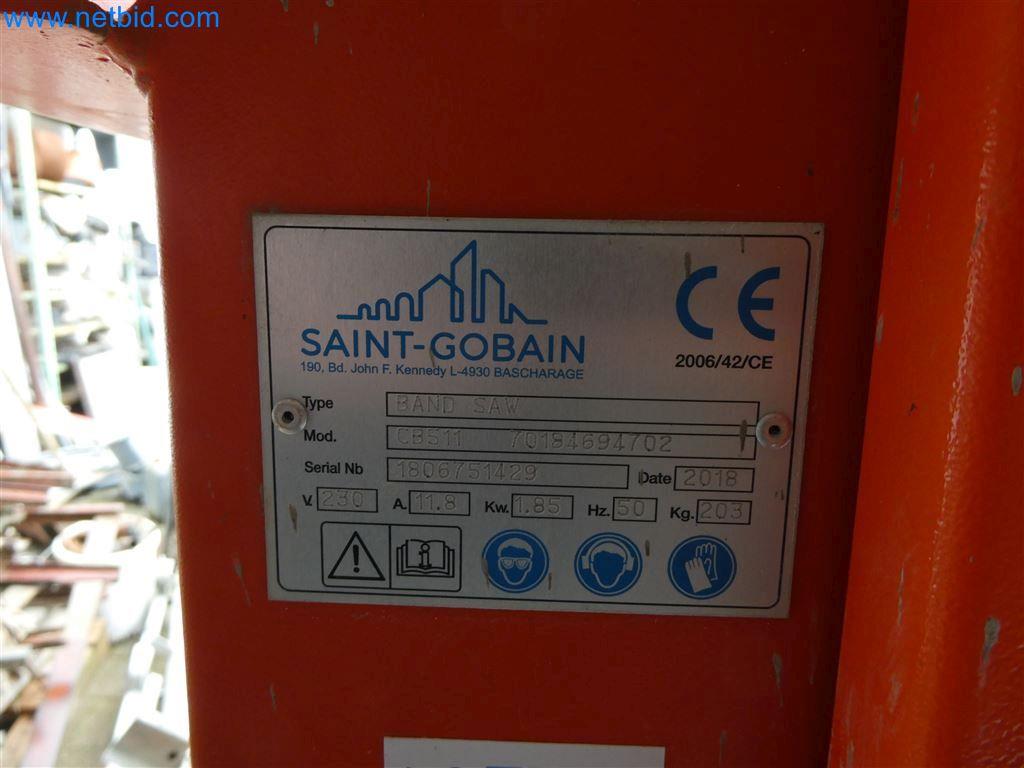 www.netbid.com
SAINT-GOBAIN
190, Bd. John F. Kennedy L-4930 BASCHARAGE
CE
2006/42/CE
Type BAND SAW
Mod. CBS11 70184694702
Serial Nb 1806751429 Date 2018
V. 230 A. 11.8 Kw. 1.85 Hz. 50 Kg. 203